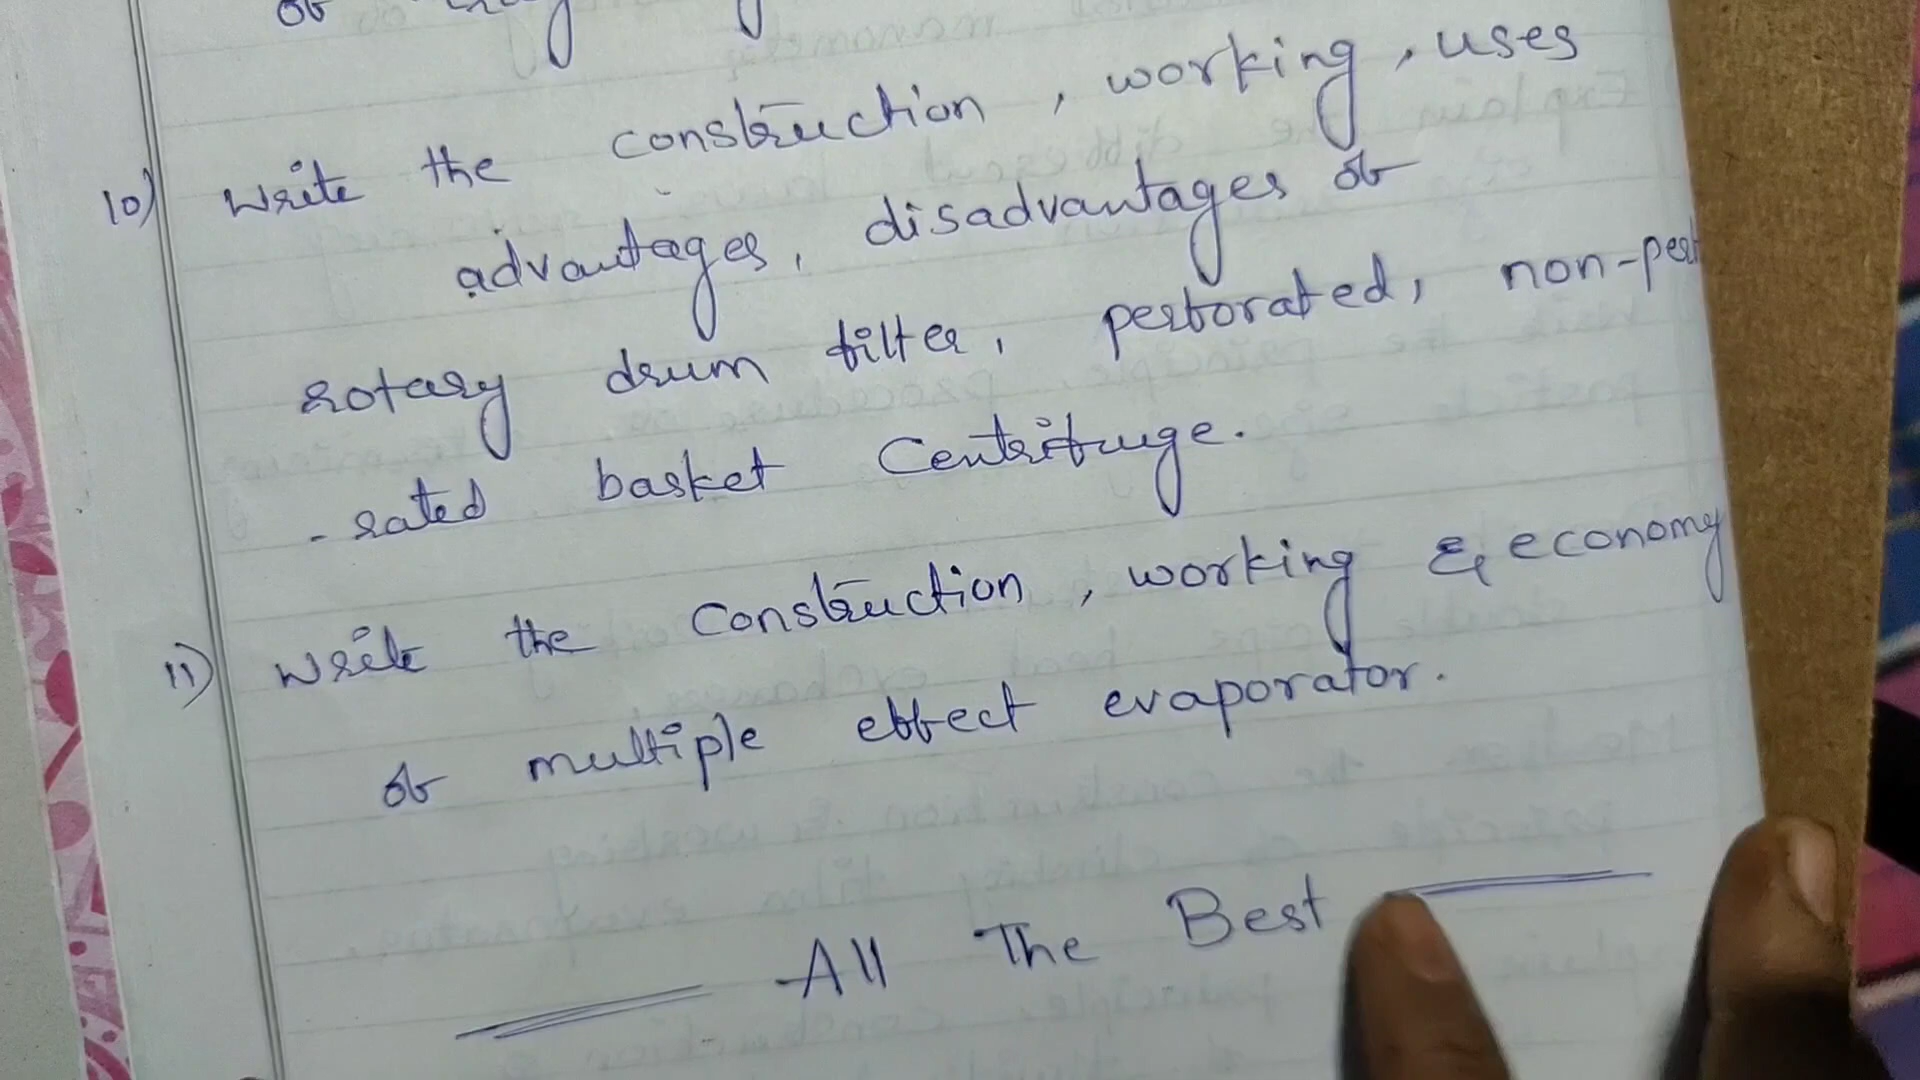 10) Write the construction, working, uses
advantages, disadvantages of
rotary drum filter, perforated, non-perfo
-rated basket Centrifuge.
11) Write the Construction, working & economy
of multiple effect evaporator.
All The Best